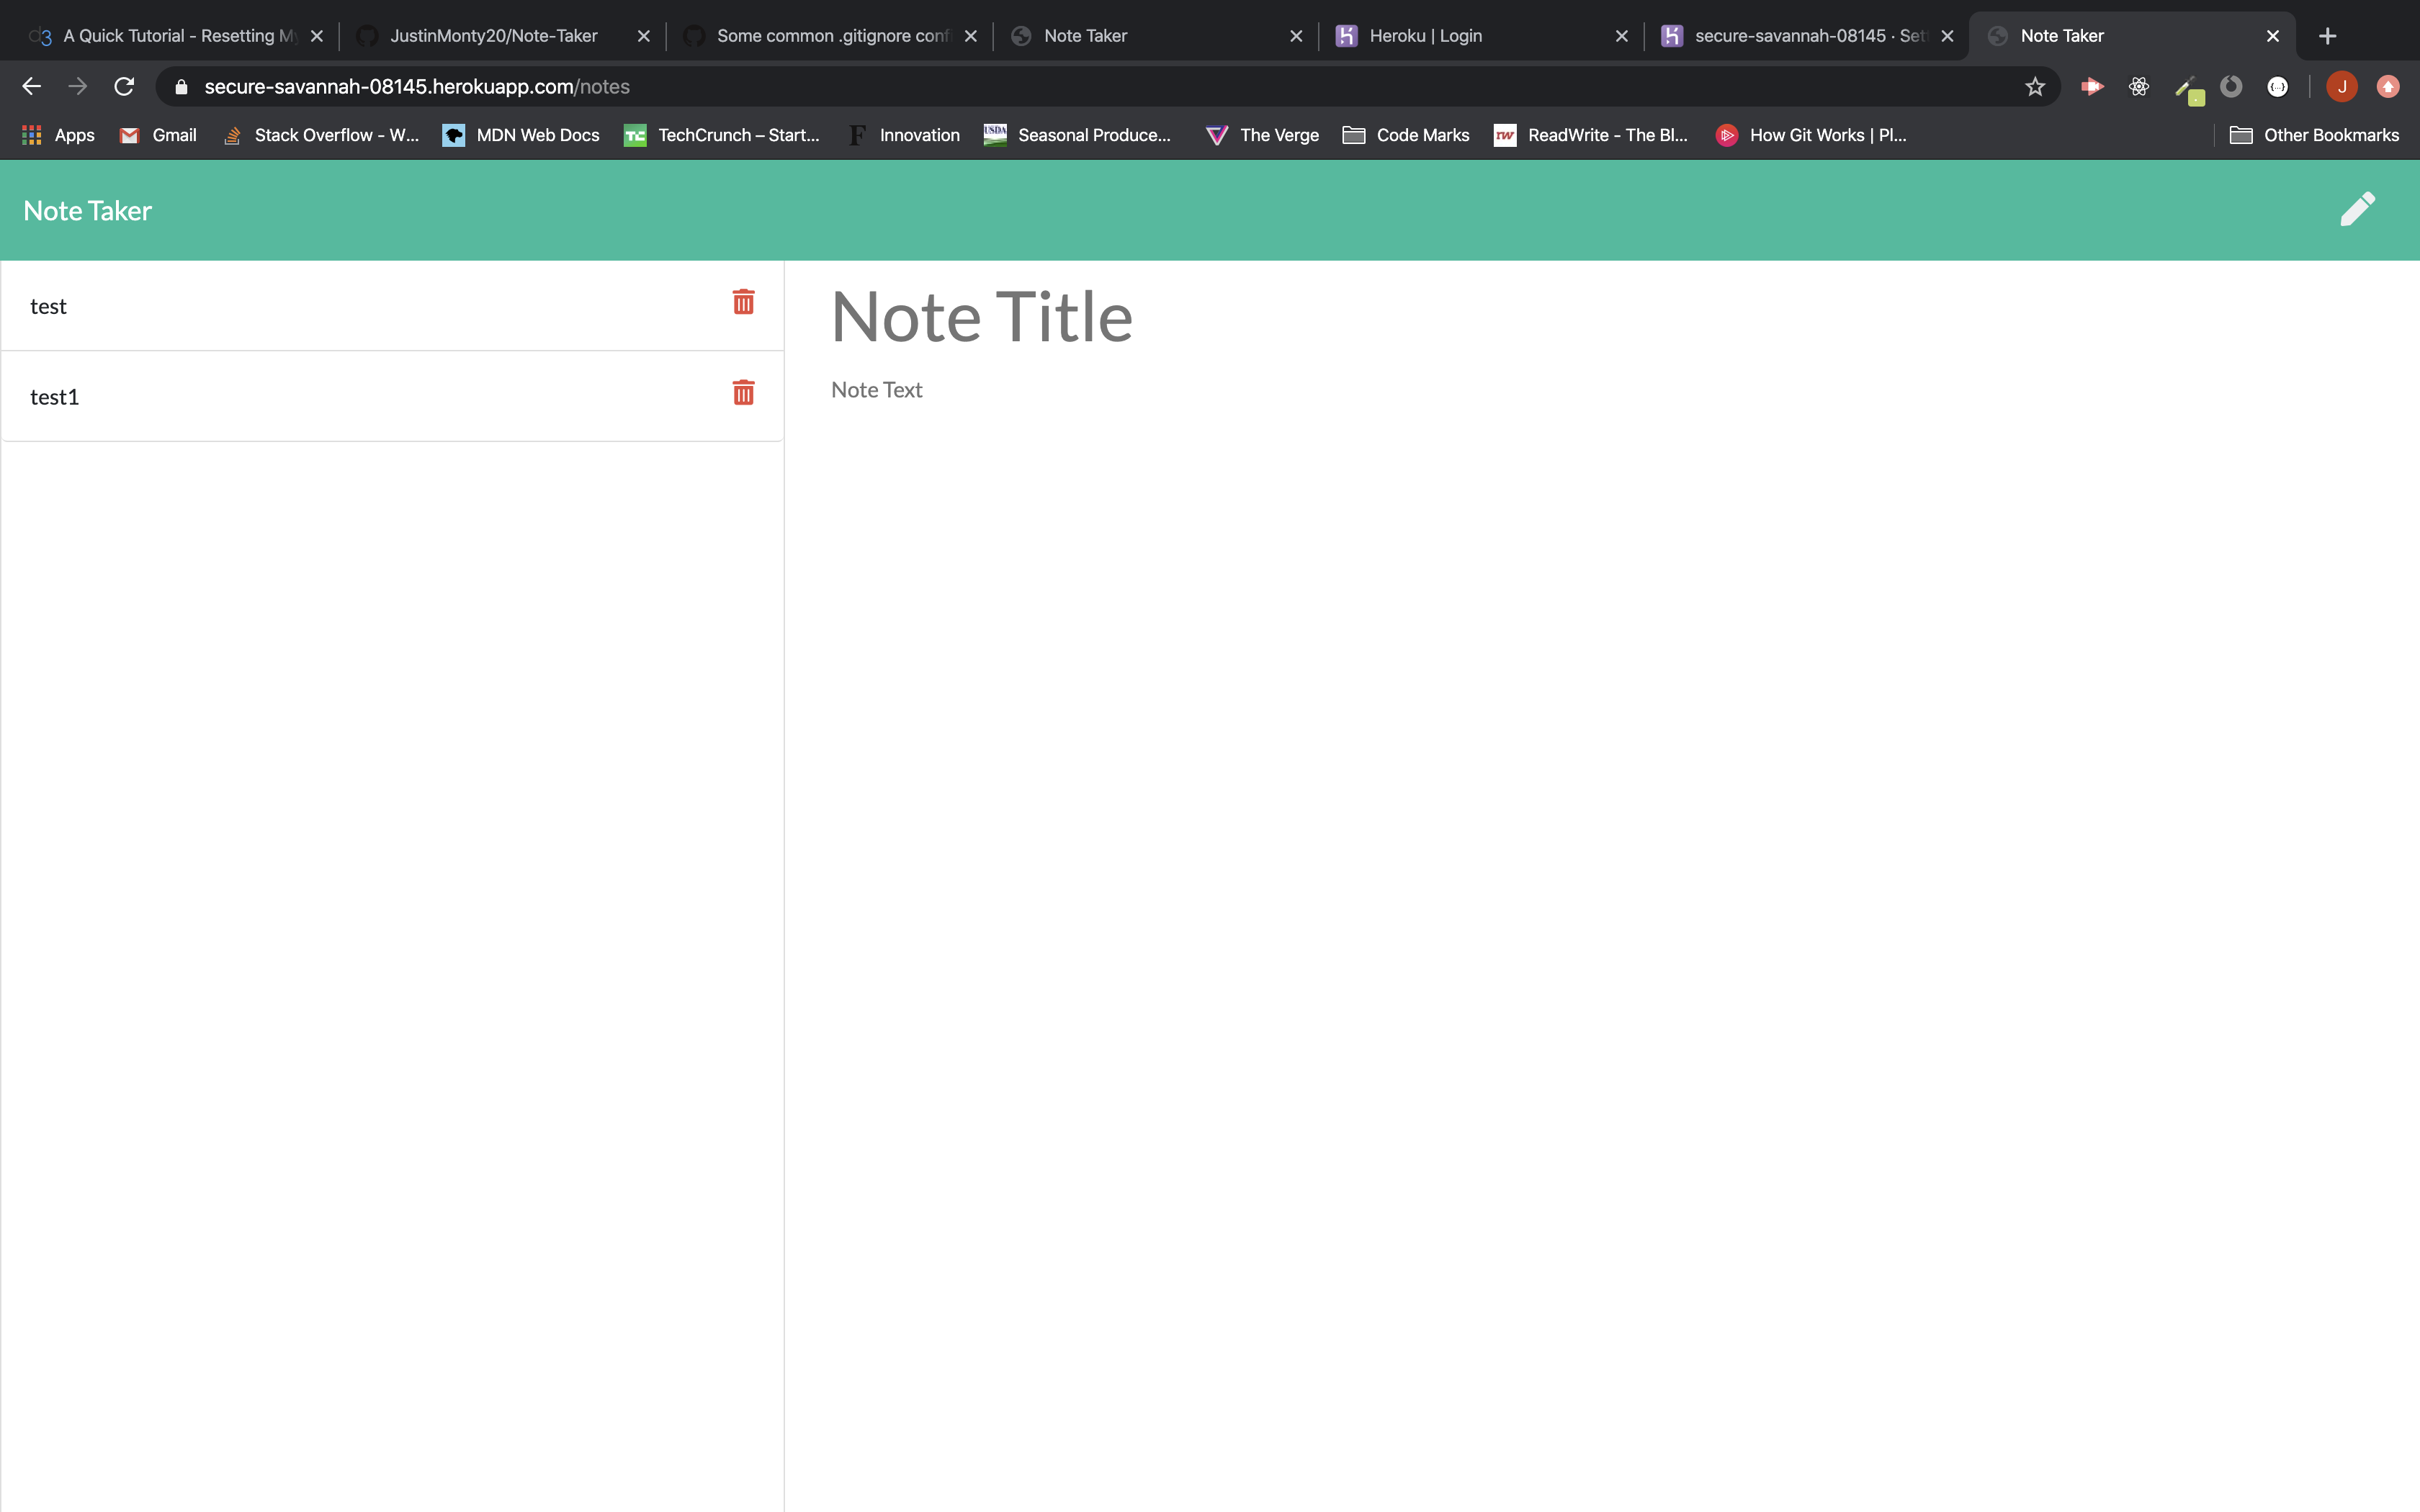 A Quick Tutorial - Resetting My
JustinMonty20/Note-Taker
Some common .gitignore conf
Note Taker
Heroku | Login
secure-savannah-08145 · Set
Note Taker
secure-savannah-08145.herokuapp.com/notes
J
Apps
Gmail
Stack Overflow - W...
MDN Web Docs
TechCrunch – Start...
Innovation
Seasonal Produce...
The Verge
Code Marks
ReadWrite - The Bl...
How Git Works | Pl...
Other Bookmarks
Note Taker
test
test1
Note Title
Note Text